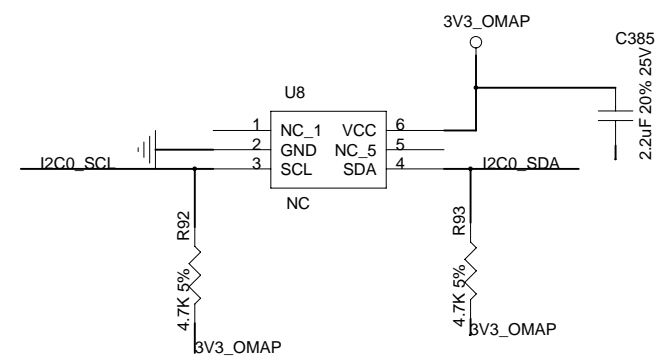 3V3_OMAP
C385
2.2uF 20% 25V
U8
1 NC_1 VCC 6
2 GND NC_5 5
3 SCL SDA 4
I2C0_SCL
I2C0_SDA
NC
R92
4.7K 5%
3V3_OMAP
R93
4.7K 5%
3V3_OMAP